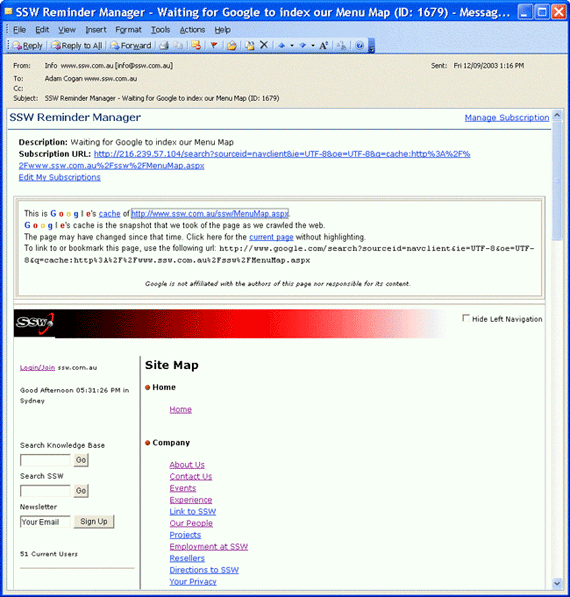 SSW Reminder Manager - Waiting for Google to index our Menu Map (ID: 1679) - Messag...
File Edit View Insert Format Tools Actions Help
Reply Reply to All Forward
From: Info www.ssw.com.au [info@ssw.com.au] Sent: Fri 12/09/2003 1:16 PM
To: Adam Cogan www.ssw.com.au
Cc:
Subject: SSW Reminder Manager - Waiting for Google to index our Menu Map (ID: 1679)
SSW Reminder Manager Manage Subscription
Description: Waiting for Google to index our Menu Map
Subscription URL: http://216.239.57.104/search?sourceid=navclient&ie=UTF-8&oe=UTF-8&q=cache:http%3A%2F%
2Fwww.ssw.com.au%2Fssw%2FMenuMap.aspx
Edit My Subscriptions
This is Google's cache of http://www.ssw.com.au/ssw/MenuMap.aspx.
Google's cache is the snapshot that we took of the page as we crawled the web.
The page may have changed since that time. Click here for the current page without highlighting.
To link to or bookmark this page, use the following url: http://www.google.com/search?sourceid=navclient&ie=UTF-8&oe=UTF-
8&q=cache:http%3A%2F%2Fwww.ssw.com.au%2Fssw%2FMenuMap.aspx
Google is not affiliated with the authors of this page nor responsible for its content.
SSW
Hide Left Navigation
Login/Join ssw.com.au
Good Afternoon 05:31:26 PM in
Sydney
Search Knowledge Base
Go
Search SSW
Go
Newsletter
Your Email Sign Up
51 Current Users
Site Map
Home
Home
Company
About Us
Contact Us
Events
Experience
Link to SSW
Our People
Projects
Employment at SSW
Resellers
Directions to SSW
Your Privacy